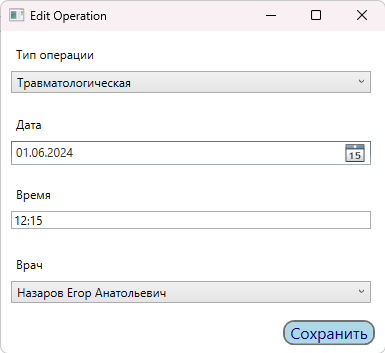 Edit Operation
Тип операции
Травматологическая
Дата
01.06.2024
15
Время
12:15
Врач
Назаров Егор Анатольевич
Сохранить